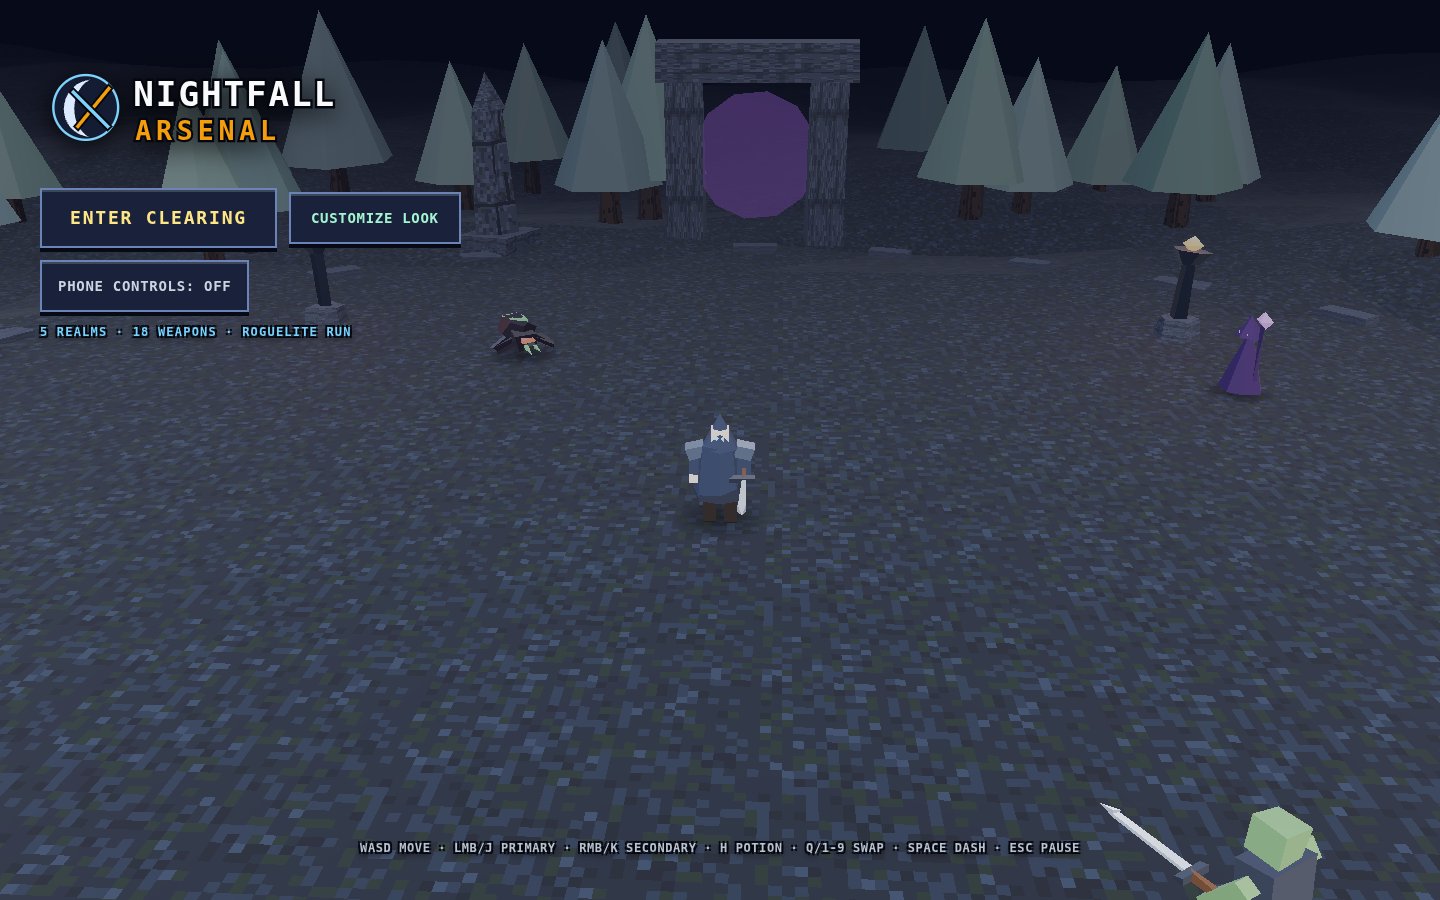 NIGHTFALL
ARSENAL
ENTER CLEARING
CUSTOMIZE LOOK
PHONE CONTROLS: OFF
5 REALMS · 18 WEAPONS · ROGUELITE RUN
WASD MOVE · LMB/J PRIMARY · RMB/K SECONDARY · H POTION · Q/1-9 SWAP · SPACE DASH · ESC PAUSE